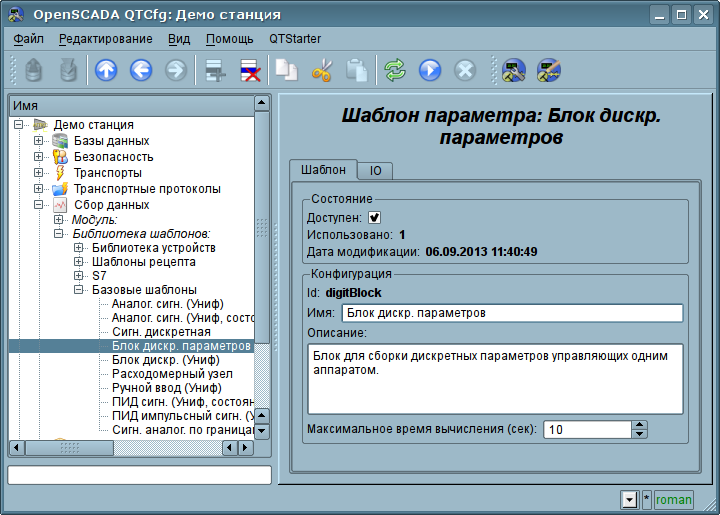 OpenSCADA QTCfg: Демо станция
Файл Редактирование Вид Помощь QTStarter
Имя
Демо станция
Базы данных
Безопасность
Транспорты
Транспортные протоколы
Сбор данных
Модуль:
Библиотека шаблонов:
Библиотека устройств
Шаблоны рецепта
S7
Базовые шаблоны
Аналог. сигн. (Униф)
Аналог. сигн. (Униф, состо
Сигн. дискретная
Блок дискр. параметров
Блок дискр. (Униф)
Расходомерный узел
Ручной ввод (Униф)
ПИД сигн. (Униф, состоян
ПИД импульсный сигн. (У
Сигн. аналог. по границам
Шаблон параметра: Блок дискр.
параметров
Шаблон IO
Состояние
Доступен:
Использовано: 1
Дата модификации: 06.09.2013 11:40:49
Конфигурация
Id: digitBlock
Имя: Блок дискр. параметров
Описание:
Блок для сборки дискретных параметров управляющих одним
аппаратом.
Максимальное время вычисления (сек): 10
* roman